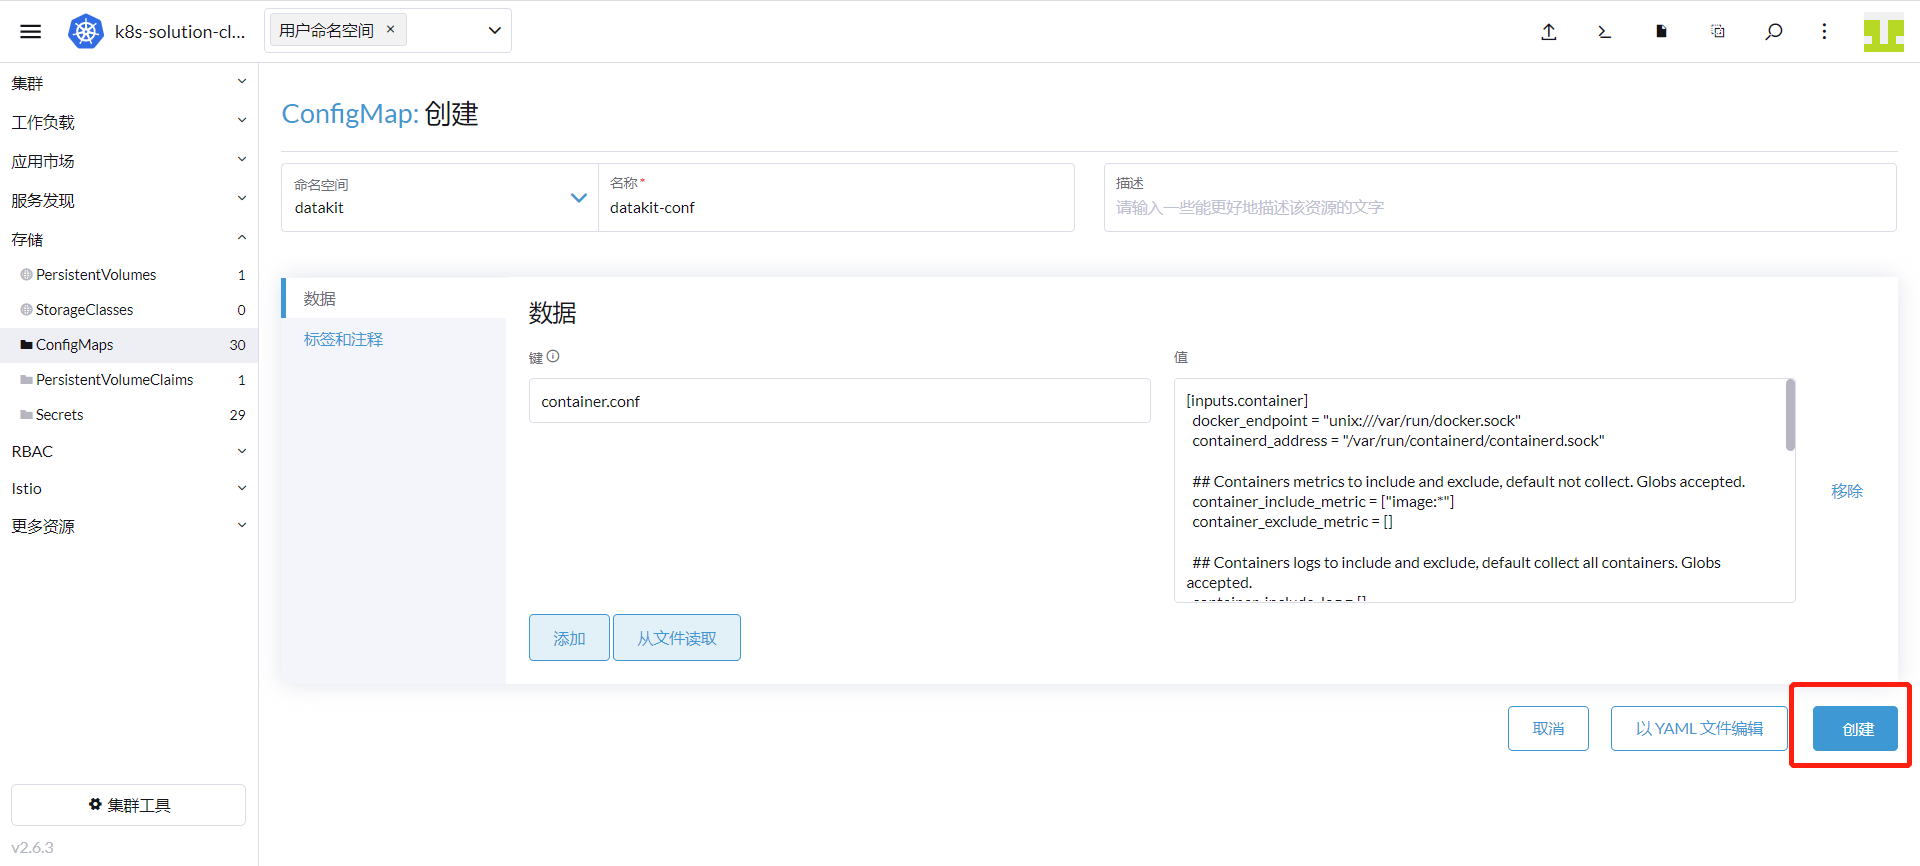 k8s-solution-cl...
用户命名空间 ×
集群
工作负载
应用市场
服务发现
存储
PersistentVolumes 1
StorageClasses 0
ConfigMaps 30
PersistentVolumeClaims 1
Secrets 29
RBAC
Istio
更多资源
集群工具
v2.6.3
ConfigMap: 创建
命名空间
datakit
名称*
datakit-conf
描述
请输入一些能更好地描述该资源的文字
数据
标签和注释
数据
键
container.conf
值
[inputs.container]
docker_endpoint = "unix:///var/run/docker.sock"
containerd_address = "/var/run/containerd/containerd.sock"
## Containers metrics to include and exclude, default not collect. Globs accepted.
container_include_metric = ["image:*"]
container_exclude_metric = []
## Containers logs to include and exclude, default collect all containers. Globs
accepted.
container_include_log = []
移除
添加
从文件读取
取消
以 YAML 文件编辑
创建